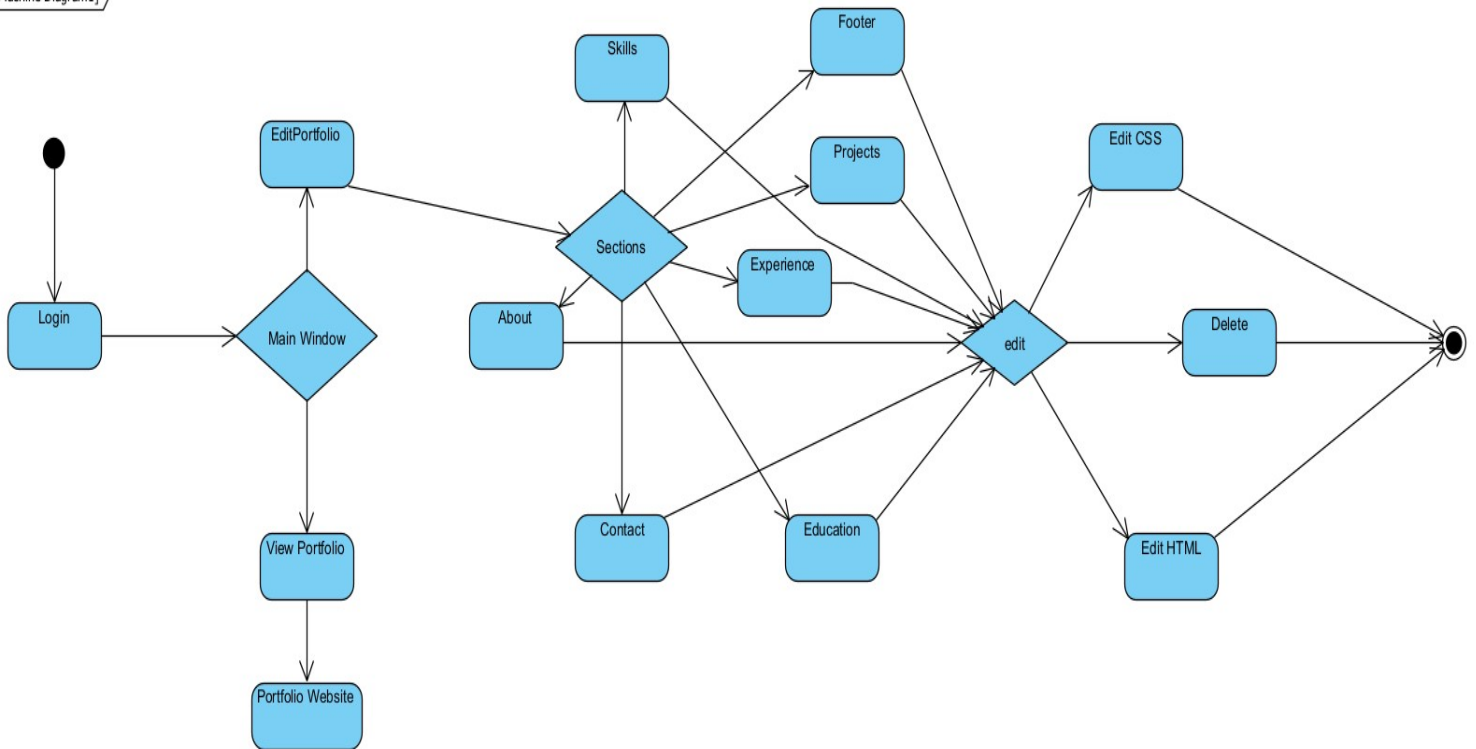 Diagram0]
Footer
Skills
EditPortfolio
Projects
Edit CSS
Sections
Experience
Login
Main Window
About
edit
Delete
View Portfolio
Contact
Education
Edit HTML
Portfolio Website